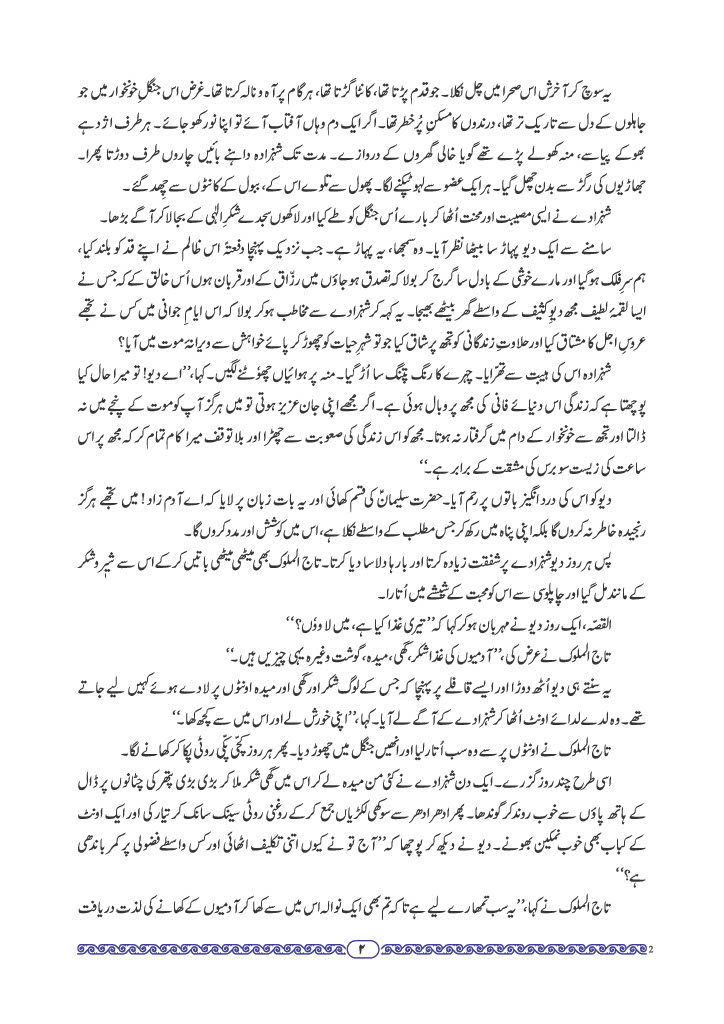 یہ سوچ کر آخرش اس صحرا میں چل نکلا۔ جو قدم پڑتا تھا، کانٹا گڑتا تھا، ہر گام پر آہ و نالہ کرتا تھا۔ غرض اس جنگلِ خونخوار میں جو
جاہلوں کے دل سے تاریک تر تھا، درندوں کا مسکنِ پُرخطر تھا۔ اگر ایک دم وہاں آفتاب آئے تو اپنا نور کھو جائے۔ ہر طرف اژدہے
بھوکے پیاسے، منہ کھولے پڑے تھے گویا خالی گھروں کے دروازے۔ مدت تک شہزادہ داہنے بائیں چاروں طرف دوڑتا پھرا۔
جھاڑیوں کی رگڑ سے بدن چھل گیا۔ ہر ایک عضو سے لہو ٹپکنے لگا۔ پھول سے تلوے اس کے، ببول کے کانٹوں سے چِھد گئے۔
شہزادے نے ایسی مصیبت اور محنت اُٹھا کر بارے اُس جنگل کو طے کیا اور لاکھوں سجدے شکرِ الٰہی کے بجا لا کر آگے بڑھا۔
سامنے سے ایک دیو پہاڑ سا بیٹھا نظر آیا۔ وہ سمجھا، یہ پہاڑ ہے۔ جب نزدیک پہنچا دفعتہً اس ظالم نے اپنے قد کو بلند کیا،
ہم سرِ فلک ہوگیا اور مارے خوشی کے بادل سا گرج کر بولا کہ تصدق ہو جاؤں میں رزّاق کے اور قربان ہوں اُس خالق کے کہ جس نے
ایسا لقمۂ لطیف مجھ دیوِ کثیف کے واسطے گھر بیٹھے بھیجا۔ یہ کہہ کر شہزادے سے مخاطب ہو کر بولا کہ اس ایامِ جوانی میں کس نے تجھے
عروسِ اجل کا مشتاق کیا اور حلاوتِ زندگانی کو تجھ پر شاق کیا جو تو شہرِ حیات کو چھوڑ کر پائے خواہش سے ویرانۂ موت میں آیا؟
شہزادہ اس کی ہیبت سے تھرّایا۔ چہرے کا رنگ پتنگ سا اُڑ گیا۔ منہ پر ہوائیاں چھوٹنے لگیں۔ کہا، ”اے دیو! تو میرا حال کیا
پوچھتا ہے کہ زندگی اس دنیائے فانی کی مجھ پر وبال ہوئی ہے۔ اگر مجھے اپنی جان عزیز ہوتی تو میں ہرگز آپ کو موت کے پنجے میں نہ
ڈالتا اور تجھ سے خونخوار کے دام میں گرفتار نہ ہوتا۔ مجھ کو اس زندگی کی صعوبت سے چھڑا اور بلا توقف میرا کام تمام کر کہ مجھ پر اس
ساعت کی زیست سو برس کی مشقت کے برابر ہے۔“
دیو کو اس کی درد انگیز باتوں پر رحم آیا۔ حضرت سلیمانؑ کی قسم کھائی اور یہ بات زبان پر لایا کہ اے آدم زاد! میں تجھے ہرگز
رنجیدہ خاطر نہ کروں گا بلکہ اپنی پناہ میں رکھ کر جس مطلب کے واسطے نکلا ہے، اس میں کوشش اور مدد کروں گا۔
پس ہر روز دیو شہزادے پر شفقت زیادہ کرتا اور بارہا دلاسا دیا کرتا۔ تاج الملوک بھی میٹھی میٹھی باتیں کر کے اس سے شیر و شکر
کے مانند مل گیا اور چاپلوسی سے اس کو محبت کے شیشے میں اُتارا۔
القصّہ، ایک روز دیو نے مہربان ہو کر کہا کہ ”تیری غذا کیا ہے، میں لا دوں؟“
تاج الملوک نے عرض کی، ”آدمیوں کی غذا شکر، گھی، میدہ، گوشت وغیرہ یہی چیزیں ہیں۔“
یہ سنتے ہی دیو اُٹھ دوڑا اور ایسے قافلے پر پہنچا کہ جس کے لوگ شکر اور گھی اور میدہ اونٹوں پر لادے ہوئے کہیں لیے جاتے
تھے۔ وہ لدے لدائے اونٹ اُٹھا کر شہزادے کے آگے لے آیا۔ کہا، ”اپنی خورش لے اور اس میں سے کچھ کھا۔“
تاج الملوک نے اونٹوں پر سے وہ سب اُتار لیا اور انھیں جنگل میں چھوڑ دیا۔ پھر ہر روز کچّی پکّی روٹی پکا کر کھانے لگا۔
اسی طرح چند روز گزرے۔ ایک دن شہزادے نے کئی من میدہ لے کر اس میں گھی شکر ملا کر بڑی بڑی پتھر کی چٹانوں پر ڈال
کے ہاتھ پاؤں سے خوب روند کر گوندھا۔ پھر ادھر ادھر سے سوکھی لکڑیاں جمع کر کے روغنی روٹی سینک سانک کر تیار کی اور ایک اونٹ
کے کباب بھی خوب نمکین بھونے۔ دیو نے دیکھ کر پوچھا کہ ”آج تو نے کیوں اتنی تکلیف اٹھائی اور کس واسطے فضولی پر کمر باندھی
ہے؟“
تاج الملوک نے کہا، ”یہ سب تمھارے لیے ہے تا کہ تم بھی ایک نوالہ اس میں سے کھا کر آدمیوں کے کھانے کی لذت دریافت
۲
2